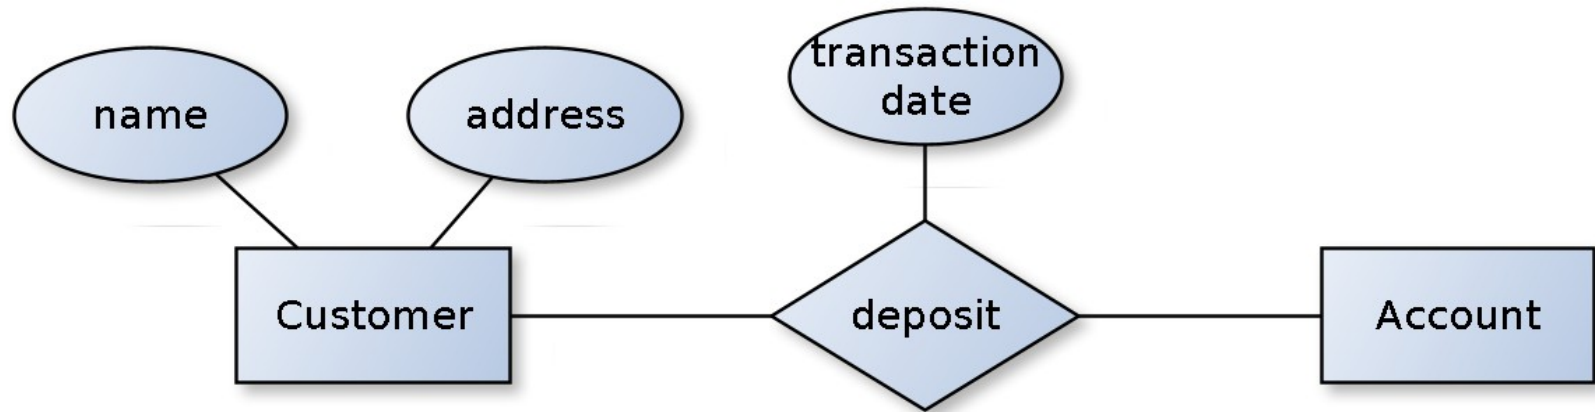 name
address
transaction
date
Customer
deposit
Account